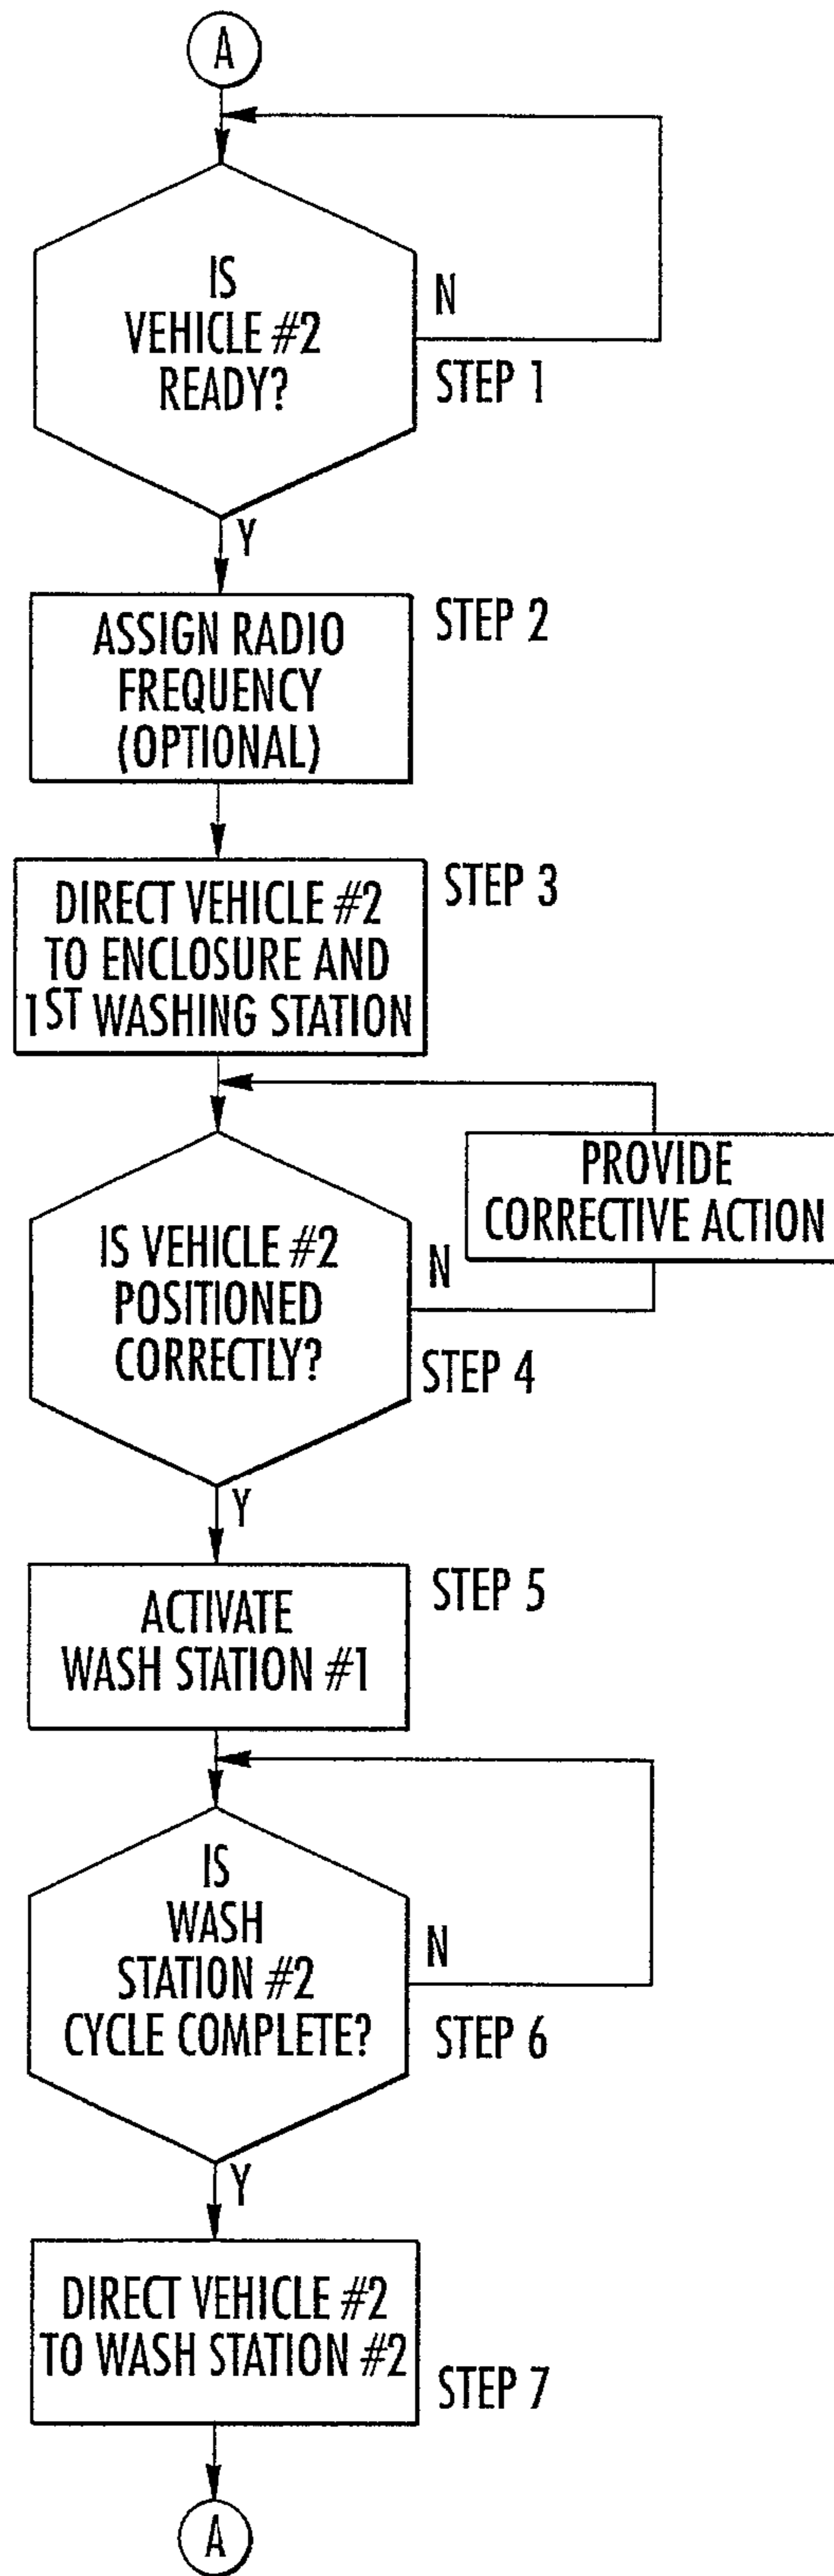 A
IS
VEHICLE #2
READY?
N
STEP 1
Y
ASSIGN RADIO
FREQUENCY
(OPTIONAL)
STEP 2
DIRECT VEHICLE #2
TO ENCLOSURE AND
1ST WASHING STATION
STEP 3
PROVIDE
CORRECTIVE ACTION
IS VEHICLE #2
POSITIONED
CORRECTLY?
N
STEP 4
Y
ACTIVATE
WASH STATION #1
STEP 5
IS
WASH
STATION #2
CYCLE COMPLETE?
N
STEP 6
Y
DIRECT VEHICLE #2
TO WASH STATION #2
STEP 7
A